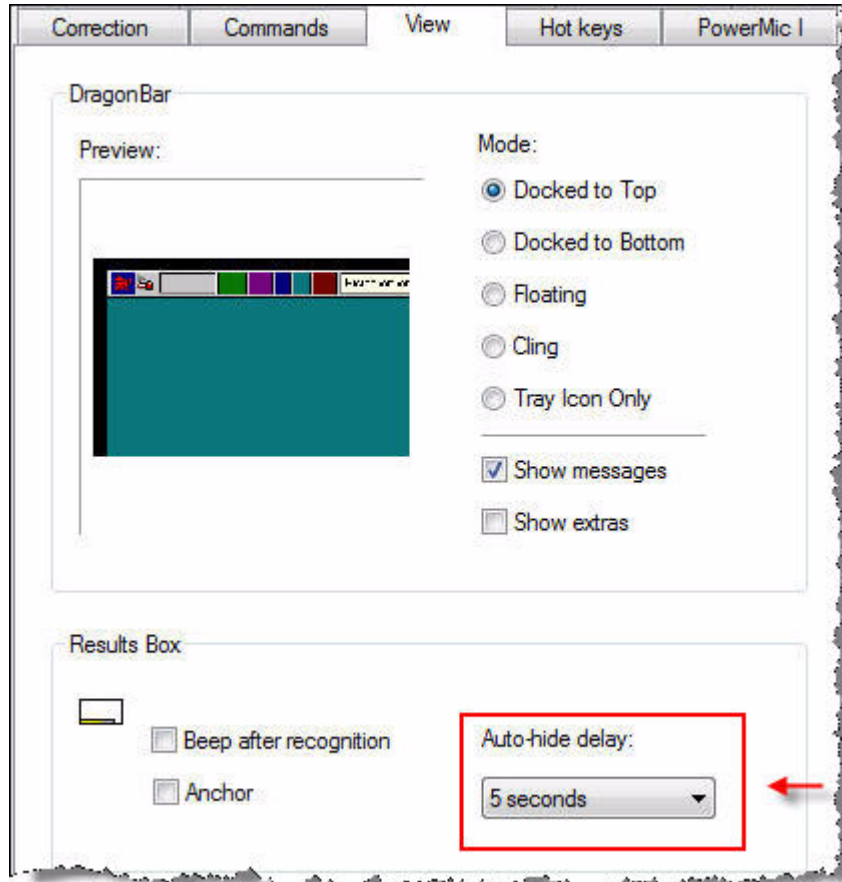 Correction Commands View Hot keys PowerMic I
DragonBar
Preview:
Mode:
Docked to Top
Docked to Bottom
Floating
Cling
Tray Icon Only
Show messages
Show extras
Results Box
Beep after recognition
Anchor
Auto-hide delay:
5 seconds